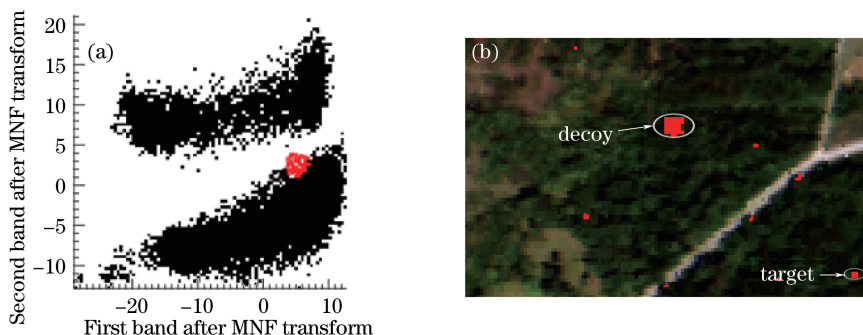 (a)
Second band after MNF transform
20
15
10
5
0
−5
−10
−20
−10
0
10
First band after MNF transform
(b)
decoy
target